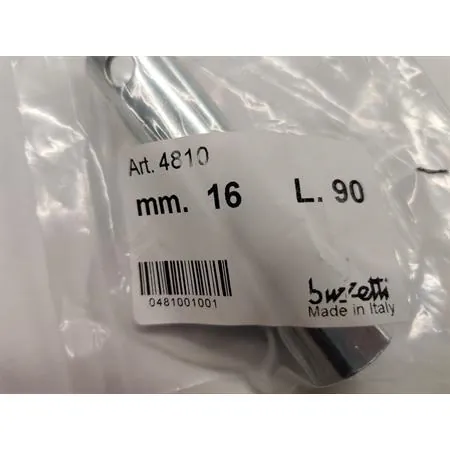 Art. 4810
mm. 16 L. 90
0481001001
buzzetti
Made in Italy